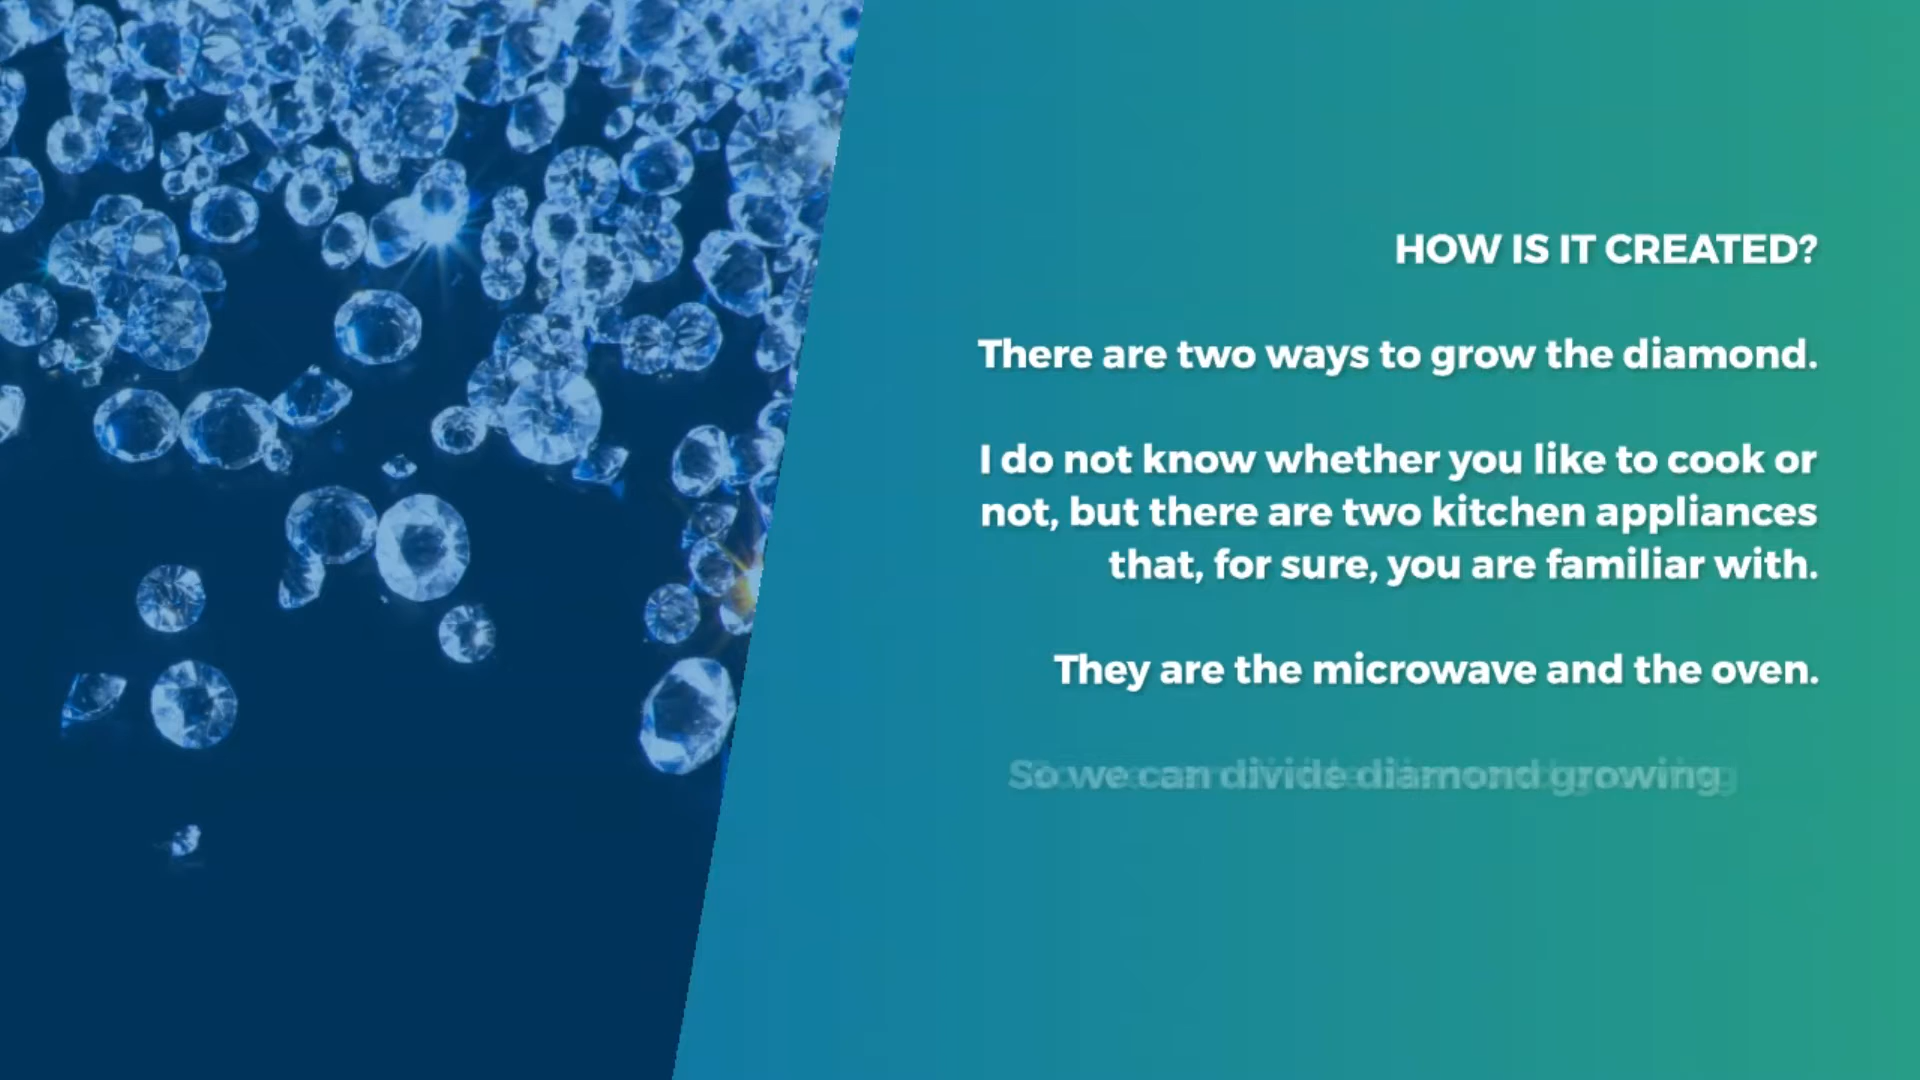 HOW IS IT CREATED?
There are two ways to grow the diamond.
I do not know whether you like to cook or
not, but there are two kitchen appliances
that, for sure, you are familiar with.
They are the microwave and the oven.
So we can divide diamond growing